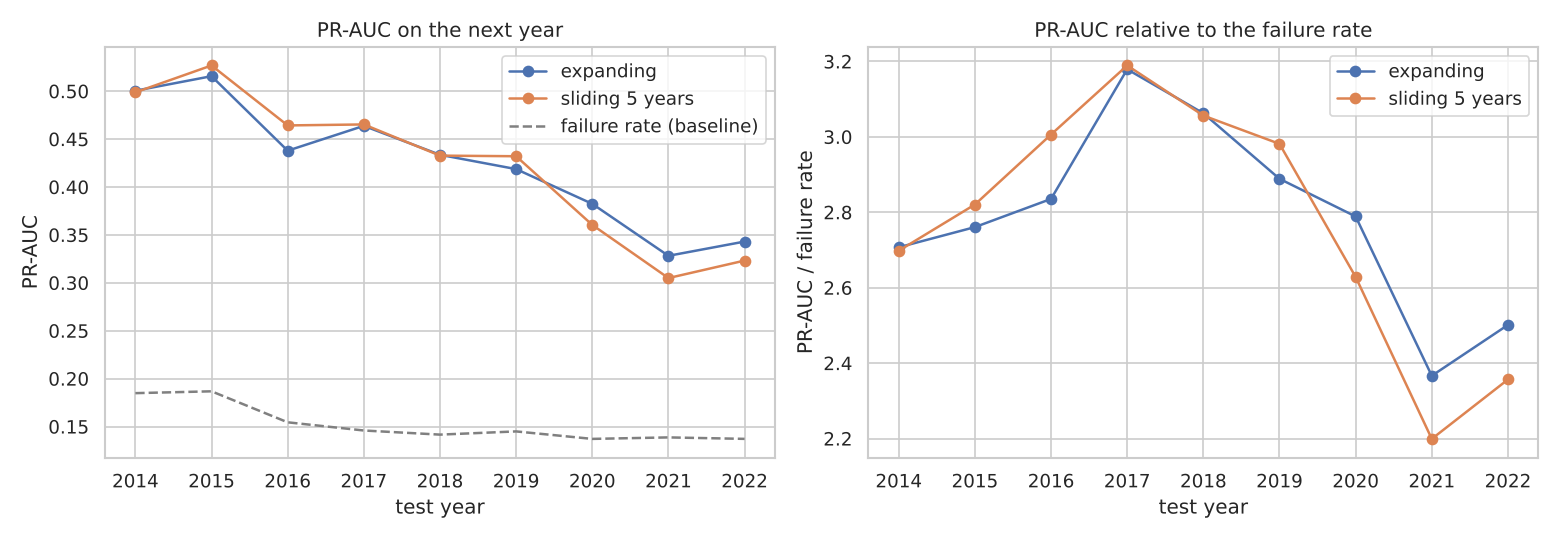 PR-AUC on the next year
PR-AUC
0.50
0.45
0.40
0.35
0.30
0.25
0.20
0.15
expanding
sliding 5 years
failure rate (baseline)
2014 2015 2016 2017 2018 2019 2020 2021 2022
test year
PR-AUC relative to the failure rate
PR-AUC / failure rate
3.2
3.0
2.8
2.6
2.4
2.2
expanding
sliding 5 years
2014 2015 2016 2017 2018 2019 2020 2021 2022
test year